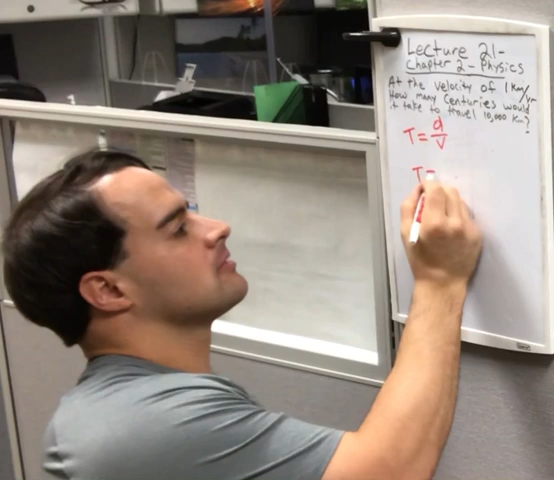 Lecture 21-
Chapter 2- Physics
At the velocity of 1 Km/yr
How many Centuries would
it take to travel 10,000 Km?
T = d/v
T =